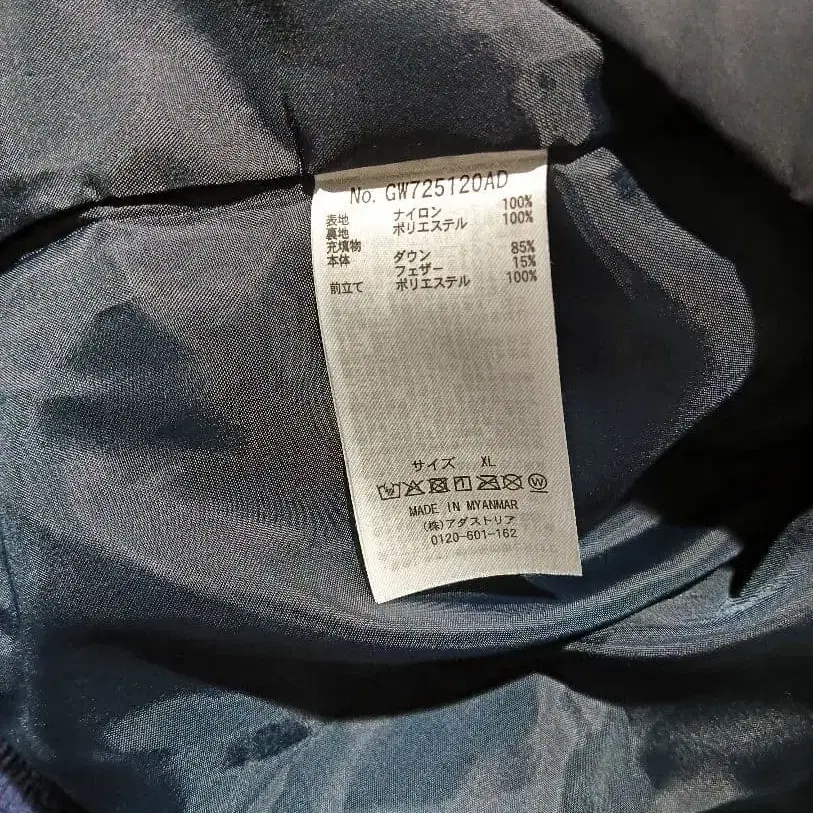 No. GW725120AD
表地 ナイロン 100%
裏地 ポリエステル 100%
充填物
本体 ダウン 85%
フェザー 15%
前立て ポリエステル 100%
サイズ XL
W
MADE IN MYANMAR
(株)アダストリア
0120-601-162